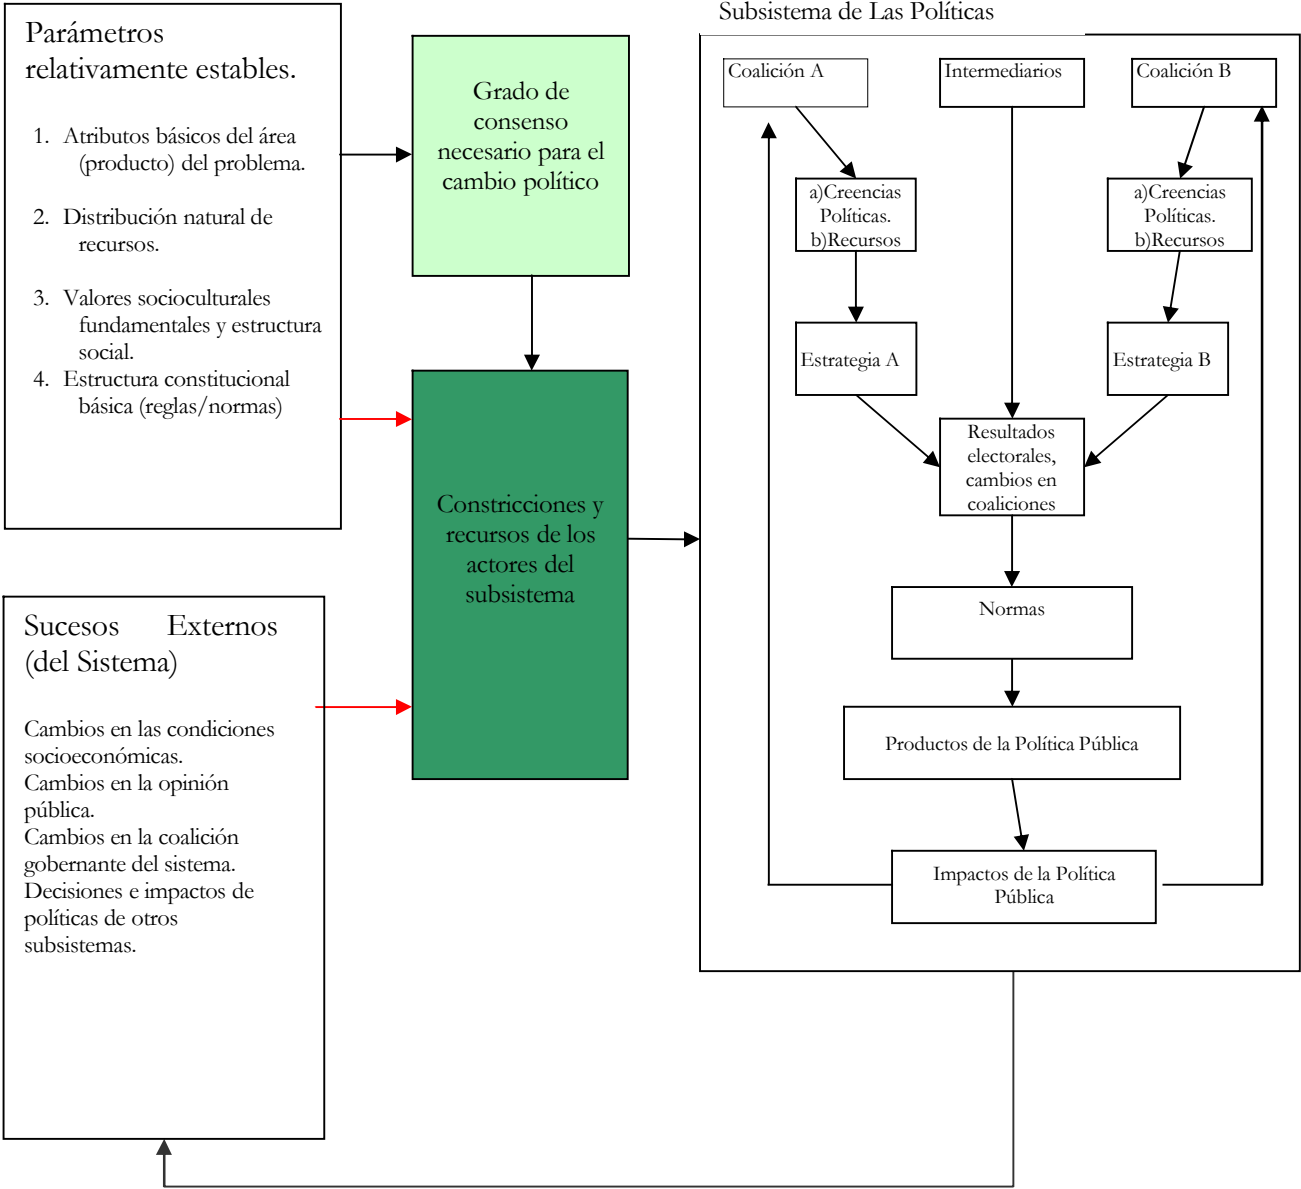 Parámetros
relativamente estables.
1. Atributos básicos del área
(producto) del problema.
2. Distribución natural de
recursos.
3. Valores socioculturales
fundamentales y estructura
social.
4. Estructura constitucional
básica (reglas/normas)
Grado de
consenso
necesario para el
cambio político
Constricciones y
recursos de los
actores del
subsistema
Sucesos Externos
(del Sistema)
Cambios en las condiciones
socioeconómicas.
Cambios en la opinión
pública.
Cambios en la coalición
gobernante del sistema.
Decisiones e impactos de
políticas de otros
subsistemas.
Subsistema de Las Políticas
Coalición A
Intermediarios
Coalición B
a)Creencias
Políticas.
b)Recursos
a)Creencias
Políticas.
b)Recursos
Estrategia A
Estrategia B
Resultados
electorales,
cambios en
coaliciones
Normas
Productos de la Política Pública
Impactos de la Política
Pública